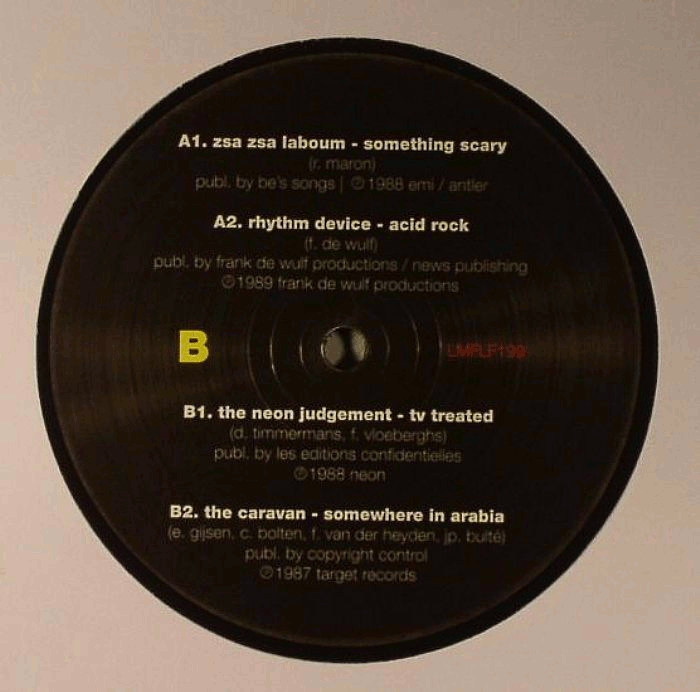 A1. zsa zsa laboum - something scary
(r. maron)
publ. by be's songs | ℗ 1988 emi / antler
A2. rhythm device - acid rock
(f. de wulf)
publ. by frank de wulf productions / news publishing
℗ 1989 frank de wulf productions
B
LMRLF199
B1. the neon judgement - tv treated
(d. timmermans, f. vloeberghs)
publ. by les editions confidentielles
℗ 1988 neon
B2. the caravan - somewhere in arabia
(e. gijsen, c. bolten, f. van der heyden, jp. bulté)
publ. by copyright control
℗ 1987 target records